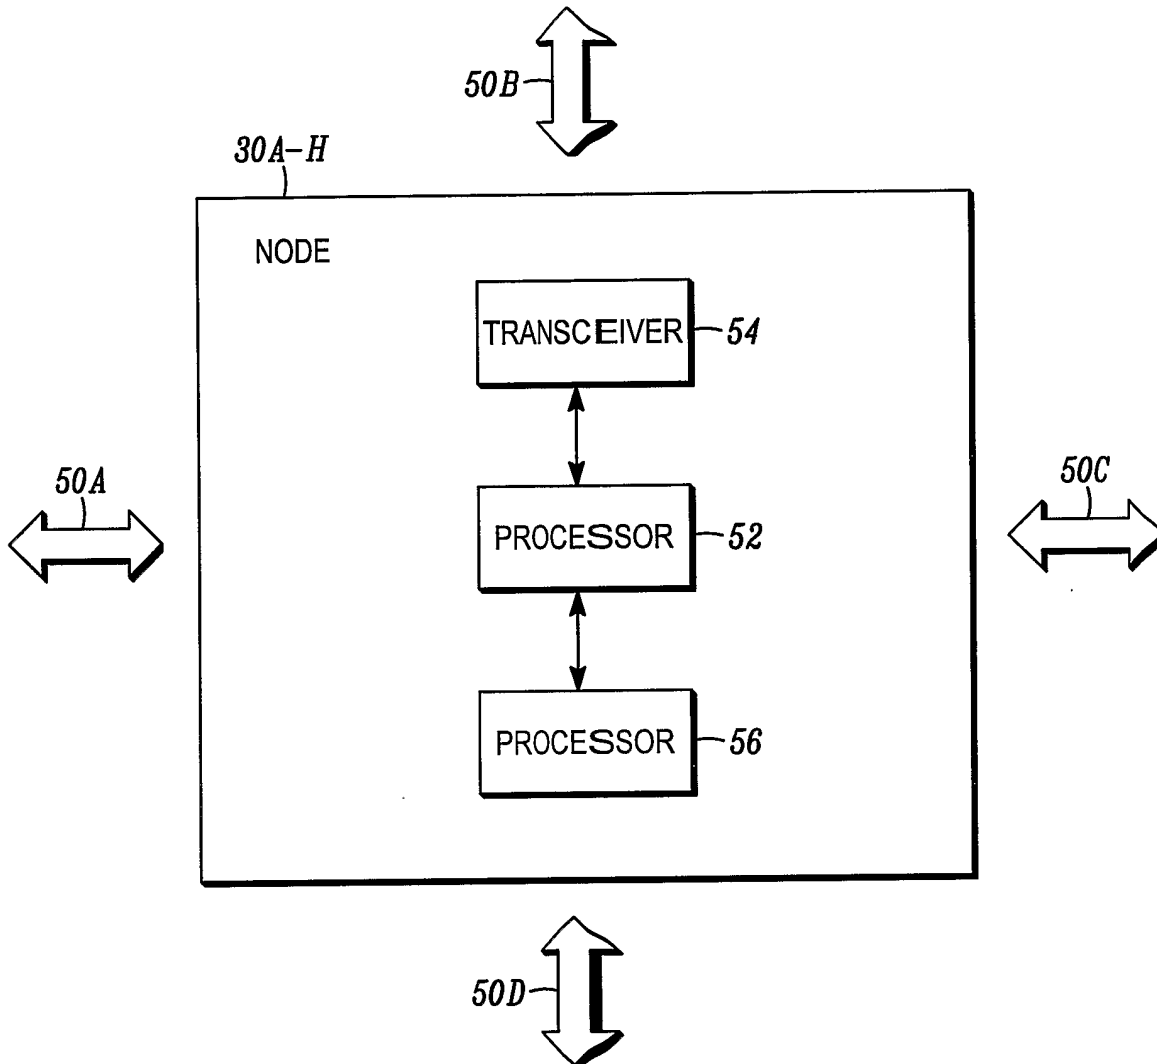 50B
30A-H
NODE
TRANSCEIVER 54
50A
50C
PROCESSOR 52
PROCESSOR 56
50D